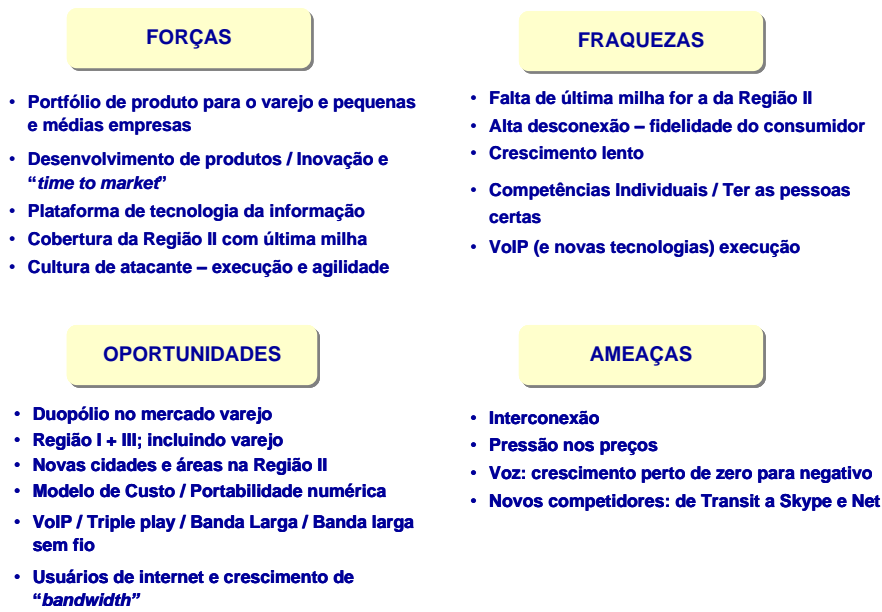 FORÇAS
• Portfólio de produto para o varejo e pequenas
e médias empresas
• Desenvolvimento de produtos / Inovação e
“time to market”
• Plataforma de tecnologia da informação
• Cobertura da Região II com última milha
• Cultura de atacante – execução e agilidade
FRAQUEZAS
• Falta de última milha for a da Região II
• Alta desconexão – fidelidade do consumidor
• Crescimento lento
• Competências Individuais / Ter as pessoas
certas
• VoIP (e novas tecnologias) execução
OPORTUNIDADES
• Duopólio no mercado varejo
• Região I + III; incluindo varejo
• Novas cidades e áreas na Região II
• Modelo de Custo / Portabilidade numérica
• VoIP / Triple play / Banda Larga / Banda larga
sem fio
• Usuários de internet e crescimento de
“bandwidth”
AMEAÇAS
• Interconexão
• Pressão nos preços
• Voz: crescimento perto de zero para negativo
• Novos competidores: de Transit a Skype e Net